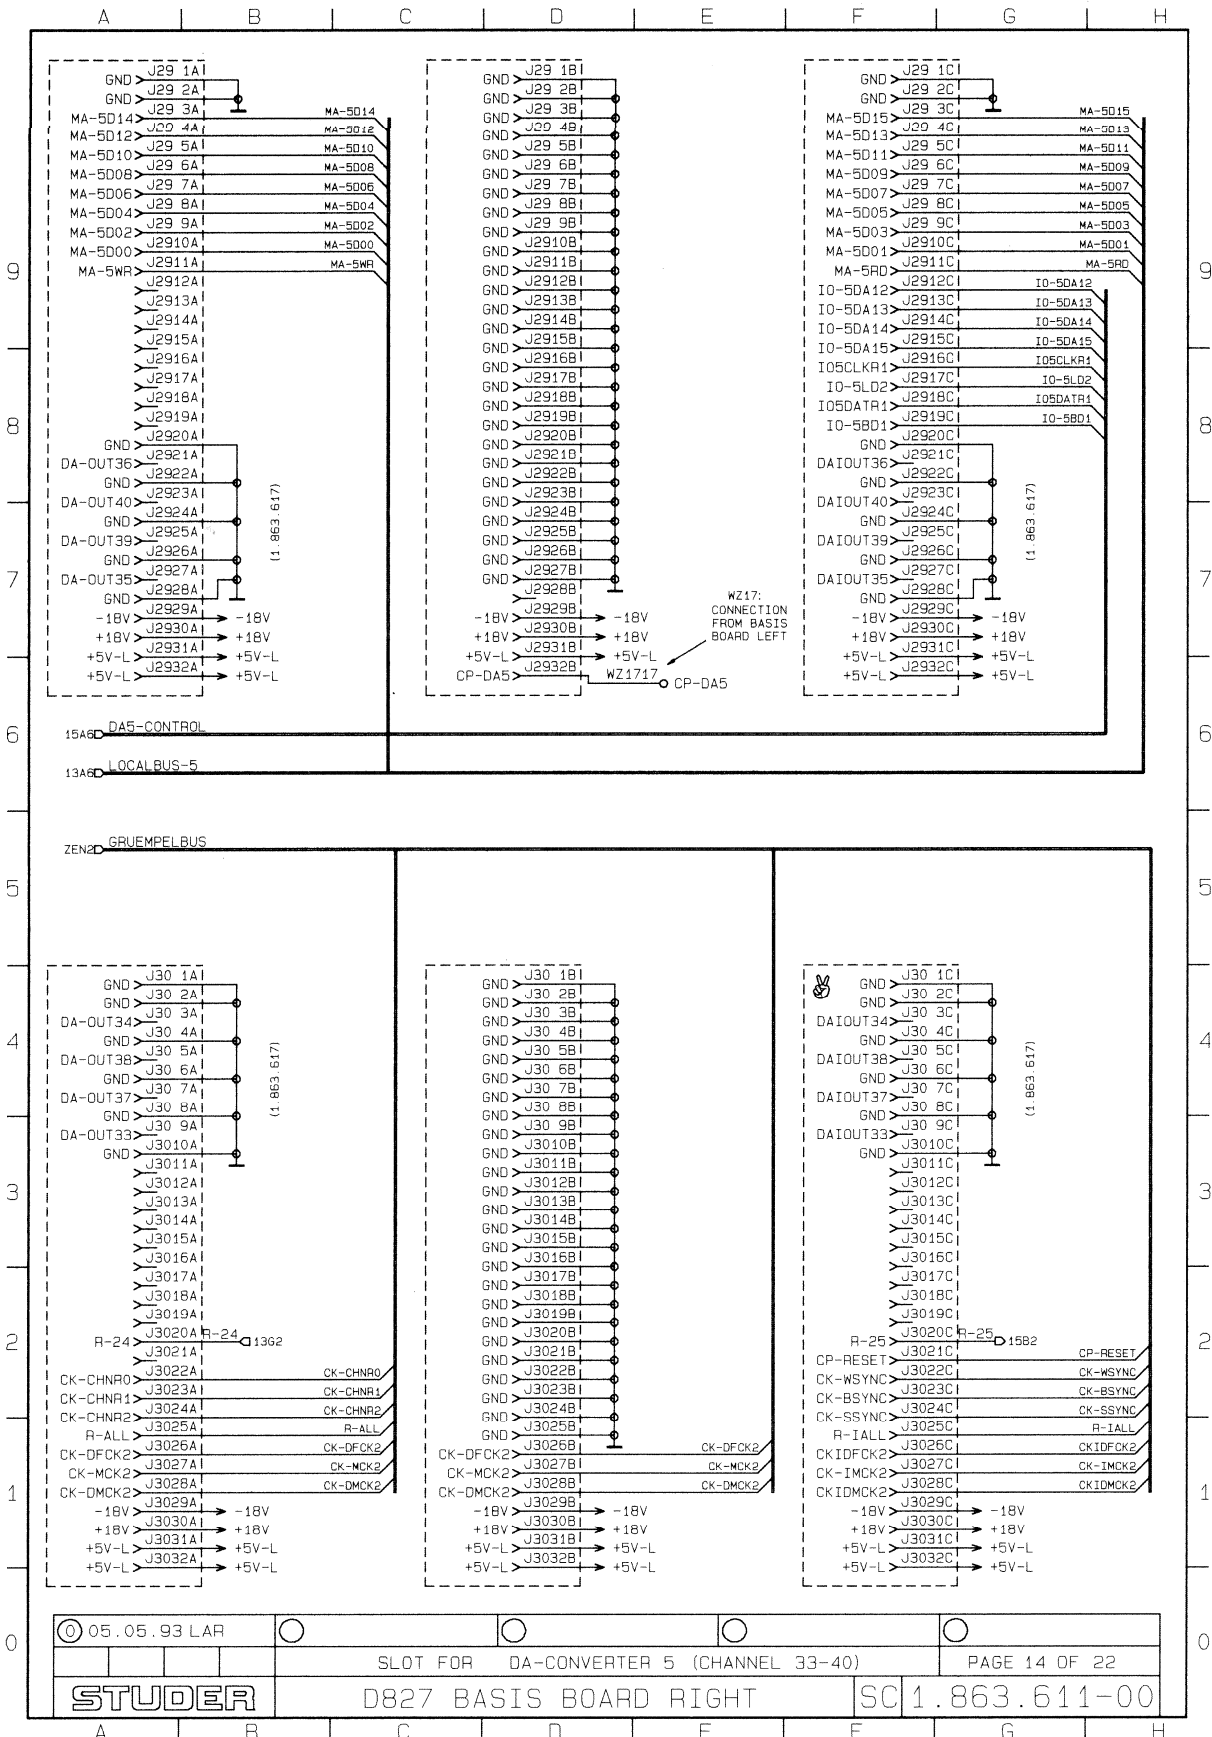 A B C D E F G H
J29 1A
GND
J29 2A
GND
J29 3A
MA-5D14 MA-5D14
J29 4A
MA-5D12 MA-5D12
J29 5A
MA-5D10 MA-5D10
J29 6A
MA-5D08 MA-5D08
J29 7A
MA-5D06 MA-5D06
J29 8A
MA-5D04 MA-5D04
J29 9A
MA-5D02 MA-5D02
J2910A
MA-5D00 MA-5D00
J2911A
MA-5WR MA-5WR
J2912A
J2913A
J2914A
J2915A
J2916A
J2917A
J2918A
J2919A
J2920A
GND
J2921A
DA-OUT36
J2922A
GND
J2923A
DA-OUT40
J2924A
GND
J2925A
DA-OUT39
J2926A
GND
J2927A
DA-OUT35
J2928A
GND
(1.863.617)
J2929A
-18V -18V
J2930A
+18V +18V
J2931A
+5V-L +5V-L
J2932A
+5V-L +5V-L
J29 1B
GND
J29 2B
GND
J29 3B
GND
J29 4B
GND
J29 5B
GND
J29 6B
GND
J29 7B
GND
J29 8B
GND
J29 9B
GND
J2910B
GND
J2911B
GND
J2912B
GND
J2913B
GND
J2914B
GND
J2915B
GND
J2916B
GND
J2917B
GND
J2918B
GND
J2919B
GND
J2920B
GND
J2921B
GND
J2922B
GND
J2923B
GND
J2924B
GND
J2925B
GND
J2926B
GND
J2927B
GND
J2928B
J2929B
-18V -18V
J2930B
+18V +18V
J2931B
+5V-L +5V-L
J2932B
CP-DA5 WZ1717 CP-DA5
WZ17:
CONNECTION
FROM BASIS
BOARD LEFT
J29 1C
GND
J29 2C
GND
J29 3C
MA-5D15 MA-5D15
J29 4C
MA-5D13 MA-5D13
J29 5C
MA-5D11 MA-5D11
J29 6C
MA-5D09 MA-5D09
J29 7C
MA-5D07 MA-5D07
J29 8C
MA-5D05 MA-5D05
J29 9C
MA-5D03 MA-5D03
J2910C
MA-5D01 MA-5D01
J2911C
MA-5RD MA-5RD
J2912C
IO-5DA12 IO-5DA12
J2913C
IO-5DA13 IO-5DA13
J2914C
IO-5DA14 IO-5DA14
J2915C
IO-5DA15 IO-5DA15
J2916C
IO5CLKR1 IO5CLKR1
J2917C
IO-5LD2 IO-5LD2
J2918C
IO5DATR1 IO5DATR1
J2919C
IO-5BD1 IO-5BD1
J2920C
GND
J2921C
DAIOUT36
J2922C
GND
J2923C
DAIOUT40
J2924C
GND
J2925C
DAIOUT39
J2926C
GND
J2927C
DAIOUT35
J2928C
GND
(1.863.617)
J2929C
-18V -18V
J2930C
+18V +18V
J2931C
+5V-L +5V-L
J2932C
+5V-L +5V-L
9 9
8 8
7 7
6 6
15A6 DA5-CONTROL
13A6 LOCALBUS-5
ZEN2 GRUEMPELBUS
5 5
J30 1A
GND
J30 2A
GND
J30 3A
DA-OUT34
J30 4A
GND
J30 5A
DA-OUT38
J30 6A
GND
J30 7A
DA-OUT37
J30 8A
GND
J30 9A
DA-OUT33
J3010A
GND
(1.863.617)
J3011A
J3012A
J3013A
J3014A
J3015A
J3016A
J3017A
J3018A
J3019A
J3020A
R-24 R-24 13G2
J3021A
J3022A
CK-CHNR0 CK-CHNR0
J3023A
CK-CHNR1 CK-CHNR1
J3024A
CK-CHNR2 CK-CHNR2
J3025A
R-ALL R-ALL
J3026A
CK-DFCK2 CK-DFCK2
J3027A
CK-MCK2 CK-MCK2
J3028A
CK-DMCK2 CK-DMCK2
J3029A
-18V -18V
J3030A
+18V +18V
J3031A
+5V-L +5V-L
J3032A
+5V-L +5V-L
J30 1B
GND
J30 2B
GND
J30 3B
GND
J30 4B
GND
J30 5B
GND
J30 6B
GND
J30 7B
GND
J30 8B
GND
J30 9B
GND
J3010B
GND
J3011B
GND
J3012B
GND
J3013B
GND
J3014B
GND
J3015B
GND
J3016B
GND
J3017B
GND
J3018B
GND
J3019B
GND
J3020B
GND
J3021B
GND
J3022B
GND
J3023B
GND
J3024B
GND
J3025B
GND
J3026B
CK-DFCK2 CK-DFCK2
J3027B
CK-MCK2 CK-MCK2
J3028B
CK-DMCK2 CK-DMCK2
J3029B
-18V -18V
J3030B
+18V +18V
J3031B
+5V-L +5V-L
J3032B
+5V-L +5V-L
J30 1C
GND
J30 2C
GND
J30 3C
DAIOUT34
J30 4C
GND
J30 5C
DAIOUT38
J30 6C
GND
J30 7C
DAIOUT37
J30 8C
GND
J30 9C
DAIOUT33
J3010C
GND
(1.863.617)
J3011C
J3012C
J3013C
J3014C
J3015C
J3016C
J3017C
J3018C
J3019C
J3020C
R-25 R-25 15B2
J3021C
CP-RESET CP-RESET
J3022C
CK-WSYNC CK-WSYNC
J3023C
CK-BSYNC CK-BSYNC
J3024C
CK-SSYNC CK-SSYNC
J3025C
R-IALL R-IALL
J3026C
CKIDFCK2 CKIDFCK2
J3027C
CK-IMCK2 CK-IMCK2
J3028C
CKIDMCK2 CKIDMCK2
J3029C
-18V -18V
J3030C
+18V +18V
J3031C
+5V-L +5V-L
J3032C
+5V-L +5V-L
4 4
3 3
2 2
1 1
0 0
0 05.05.93 LAR
SLOT FOR DA-CONVERTER 5 (CHANNEL 33-40) PAGE 14 OF 22
STUDER D827 BASIS BOARD RIGHT SC 1.863.611-00
A B C D E F G H